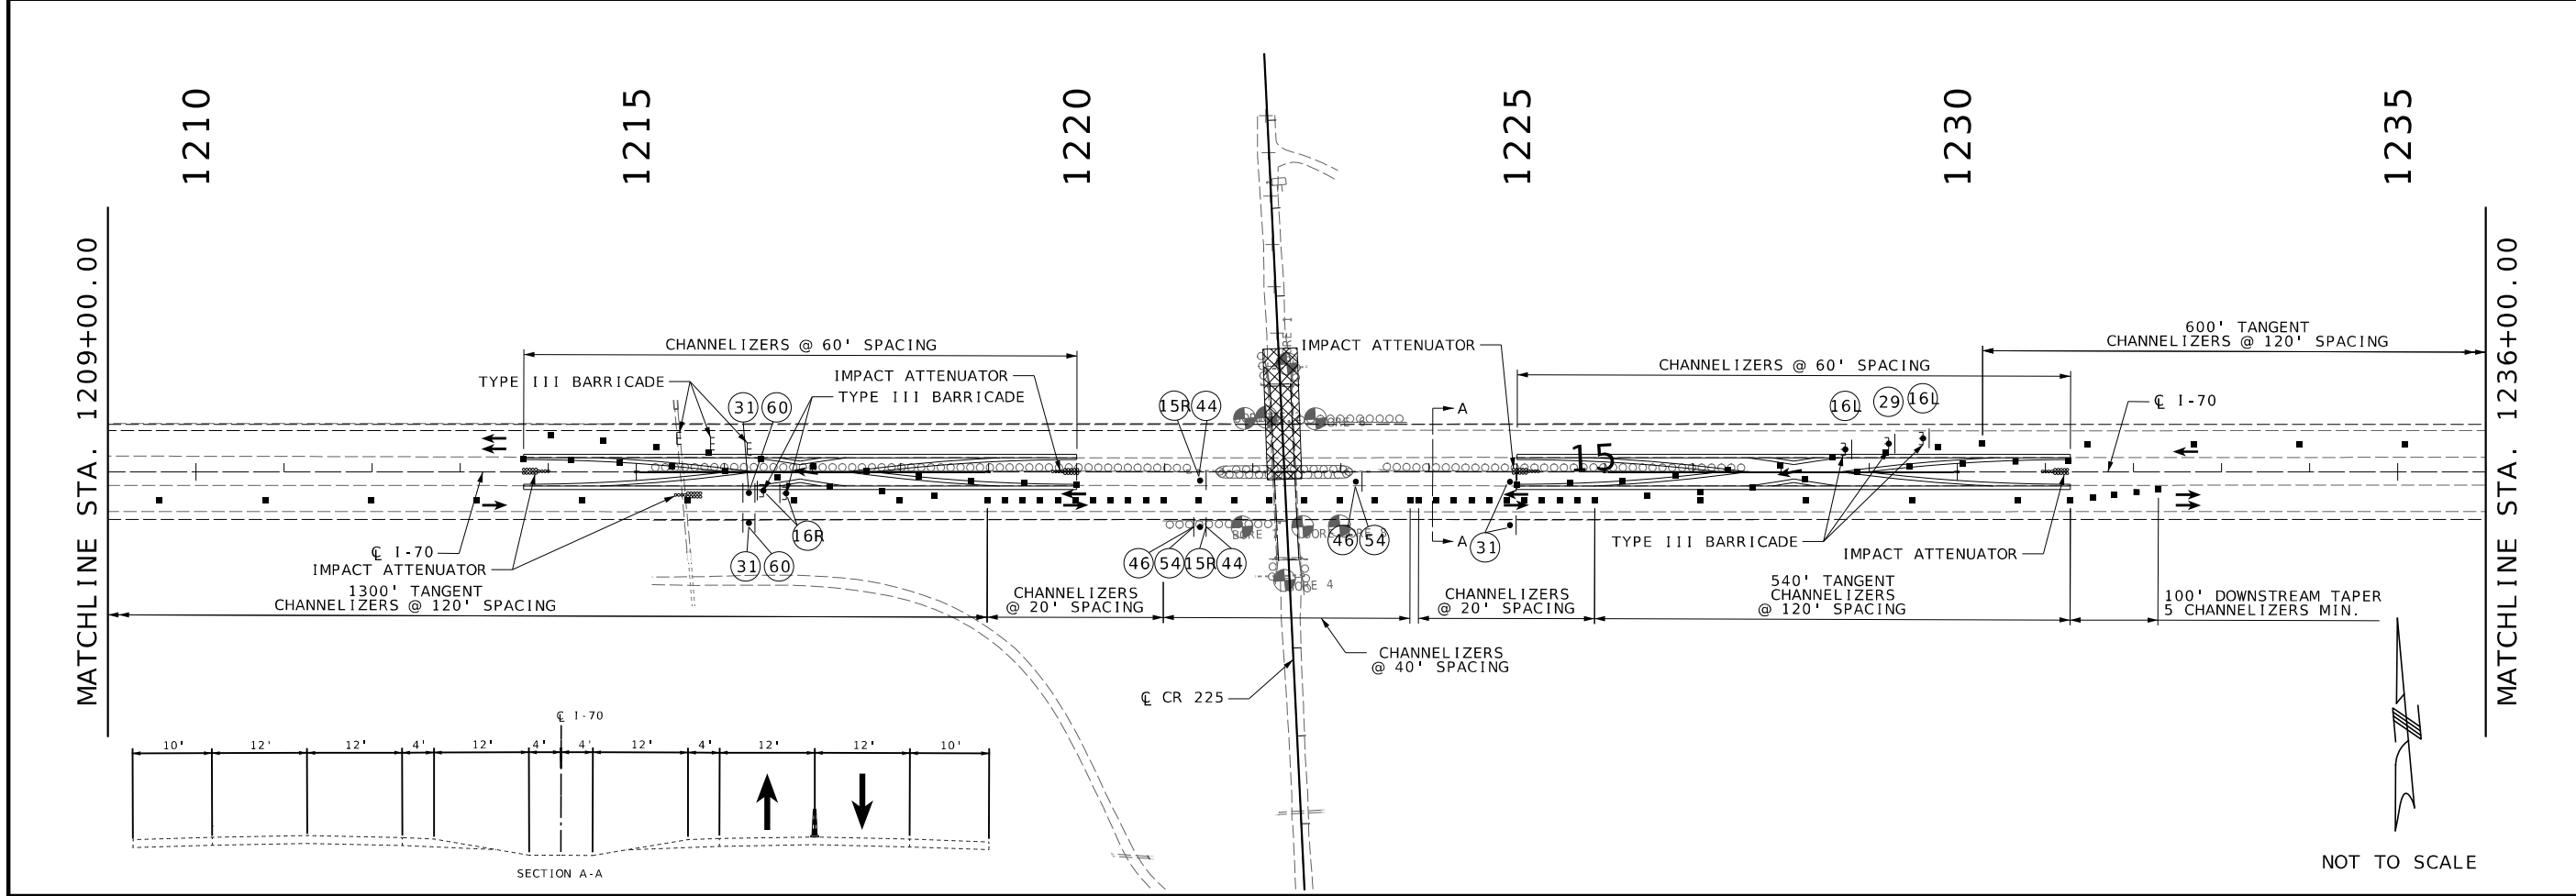 1210
1215
1220
1225
1230
1235
MATCHLINE STA. 1209+00.00
MATCHLINE STA. 1236+00.00
CHANNELIZERS @ 60' SPACING
TYPE III BARRICADE
IMPACT ATTENUATOR
TYPE III BARRICADE
31
60
15R
44
IMPACT ATTENUATOR
A
600' TANGENT
CHANNELIZERS @ 120' SPACING
CHANNELIZERS @ 60' SPACING
16L
29
16L
℄ I-70
15
℄ I-70
IMPACT ATTENUATOR
16R
31
60
46
54
15R
44
BORE
BORE 4
46
54
A
31
TYPE III BARRICADE
IMPACT ATTENUATOR
1300' TANGENT
CHANNELIZERS @ 120' SPACING
CHANNELIZERS
@ 20' SPACING
CHANNELIZERS
@ 40' SPACING
CHANNELIZERS
@ 20' SPACING
540' TANGENT
CHANNELIZERS
@ 120' SPACING
100' DOWNSTREAM TAPER
5 CHANNELIZERS MIN.
℄ CR 225
℄ I-70
10'
12'
12'
4'
12'
4'
4'
12'
4'
12'
12'
10'
SECTION A-A
NOT TO SCALE